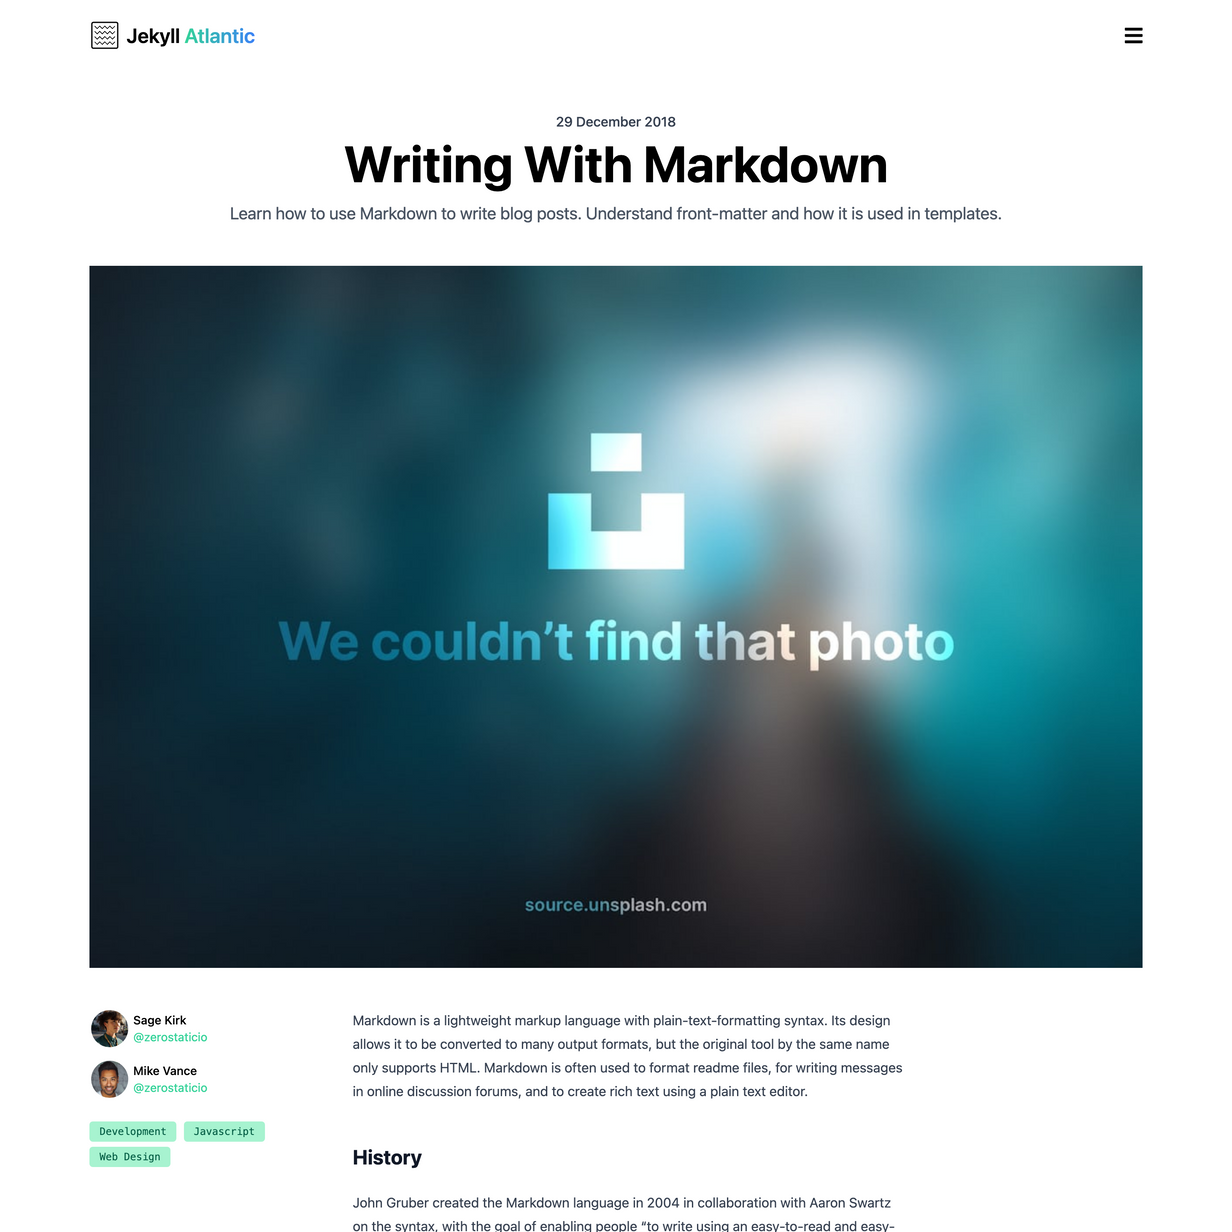 Jekyll Atlantic
29 December 2018
Writing With Markdown
Learn how to use Markdown to write blog posts. Understand front-matter and how it is used in templates.
We couldn’t find that photo
source.unsplash.com
Sage Kirk
@zerostaticio
Mike Vance
@zerostaticio
Development Javascript
Web Design
Markdown is a lightweight markup language with plain-text-formatting syntax. Its design
allows it to be converted to many output formats, but the original tool by the same name
only supports HTML. Markdown is often used to format readme files, for writing messages
in online discussion forums, and to create rich text using a plain text editor.
History
John Gruber created the Markdown language in 2004 in collaboration with Aaron Swartz
on the syntax, with the goal of enabling people “to write using an easy-to-read and easy-